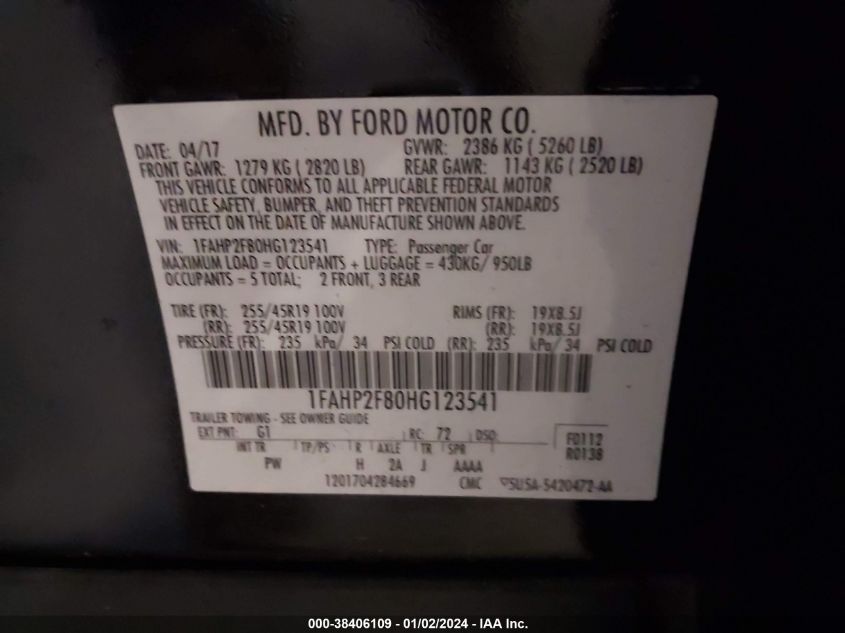 MFD. BY FORD MOTOR CO.
DATE: 04/17 GVWR: 2386 KG ( 5260 LB)
FRONT GAWR: 1279 KG ( 2820 LB) REAR GAWR: 1143 KG ( 2520 LB)
THIS VEHICLE CONFORMS TO ALL APPLICABLE FEDERAL MOTOR
VEHICLE SAFETY, BUMPER, AND THEFT PREVENTION STANDARDS
IN EFFECT ON THE DATE OF MANUFACTURE SHOWN ABOVE.
VIN: 1FAHP2F80HG123541 TYPE: Passenger Car
MAXIMUM LOAD = OCCUPANTS + LUGGAGE = 430KG/ 950LB
OCCUPANTS = 5 TOTAL; 2 FRONT, 3 REAR
TIRE (FR): 255/45R19 100V RIMS (FR): 19X8.5J
(RR): 255/45R19 100V (RR): 19X8.5J
PRESSURE (FR): 235 kPa/ 34 PSI COLD (RR): 235 kPa/ 34 PSI COLD
1FAHP2F80HG123541
TRAILER TOWING - SEE OWNER GUIDE
EXT PNT: G1 RC: 72 DSO: F0112
INT TR TP/PS R AXLE TR SPR R0138
PW H 2A J AAAA
1201704284669 CMC 5U5A-5420472-AA
000-38406109 - 01/02/2024 - IAA Inc.